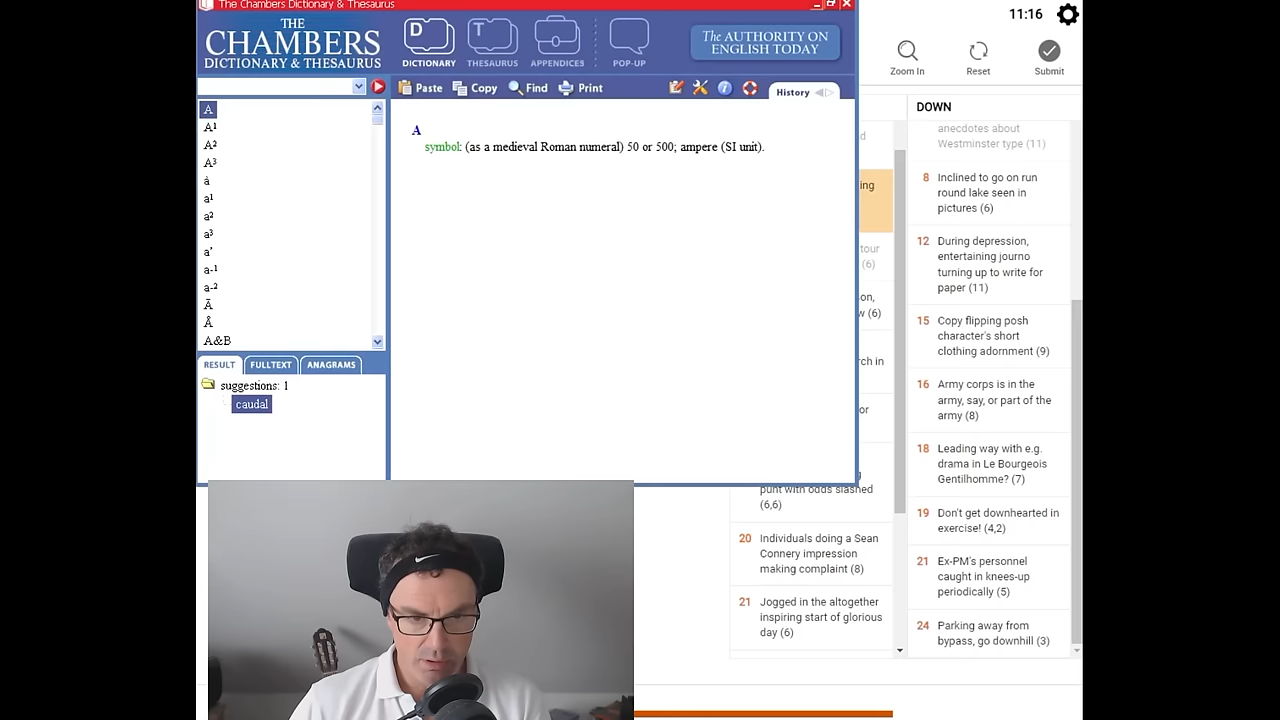 The Chambers Dictionary & Thesaurus
THE
CHAMBERS
DICTIONARY & THESAURUS
D
DICTIONARY
T
THESAURUS
APPENDICES
POP-UP
The AUTHORITY ON
ENGLISH TODAY
Paste
Copy
Find
Print
History
A
A¹
A²
A³
à
a¹
a²
a³
a'
a-¹
a-²
Ā
Å
A&B
RESULT
FULLTEXT
ANAGRAMS
suggestions: 1
caudal
A
symbol: (as a medieval Roman numeral) 50 or 500; ampere (SI unit).
11:16
Zoom In
Reset
Submit
d
ing
tour
(6)
on,
w (6)
rch in
or
punt with odds slashed
(6,6)
20 Individuals doing a Sean
Connery impression
making complaint (8)
21 Jogged in the altogether
inspiring start of glorious
day (6)
DOWN
anecdotes about
Westminster type (11)
8 Inclined to go on run
round lake seen in
pictures (6)
12 During depression,
entertaining journo
turning up to write for
paper (11)
15 Copy flipping posh
character's short
clothing adornment (9)
16 Army corps is in the
army, say, or part of the
army (8)
18 Leading way with e.g.
drama in Le Bourgeois
Gentilhomme? (7)
19 Don't get downhearted in
exercise! (4,2)
21 Ex-PM's personnel
caught in knees-up
periodically (5)
24 Parking away from
bypass, go downhill (3)